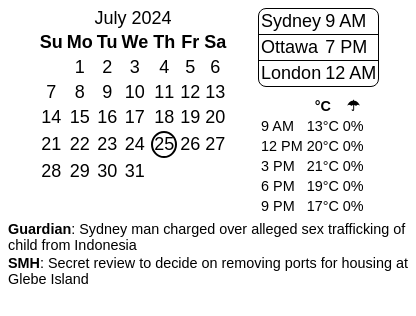 July 2024
Su Mo Tu We Th Fr Sa
1 2 3 4 5 6
7 8 9 10 11 12 13
14 15 16 17 18 19 20
21 22 23 24 25 26 27
28 29 30 31
Sydney 9 AM
Ottawa 7 PM
London 12 AM
°C ☂
9 AM 13°C 0%
12 PM 20°C 0%
3 PM 21°C 0%
6 PM 19°C 0%
9 PM 17°C 0%
Guardian: Sydney man charged over alleged sex trafficking of
child from Indonesia
SMH: Secret review to decide on removing ports for housing at
Glebe Island